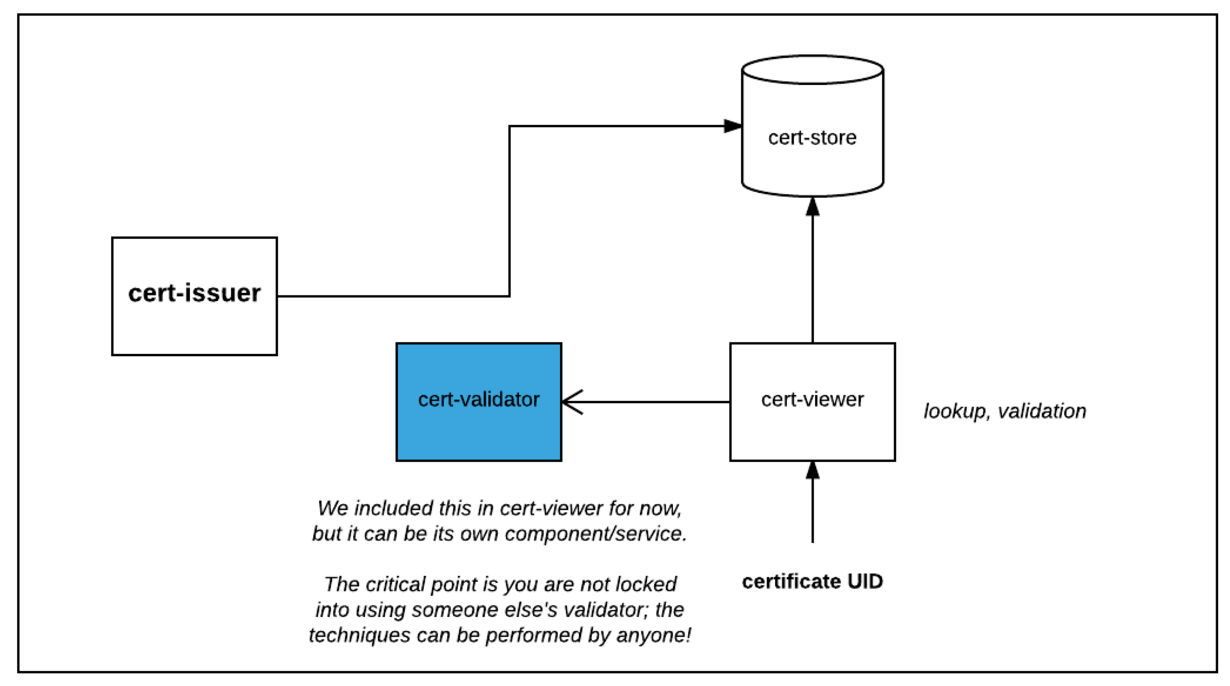 cert-store
cert-issuer
cert-validator
cert-viewer
lookup, validation
We included this in cert-viewer for now,
but it can be its own component/service.
The critical point is you are not locked
into using someone else's validator; the
techniques can be performed by anyone!
certificate UID